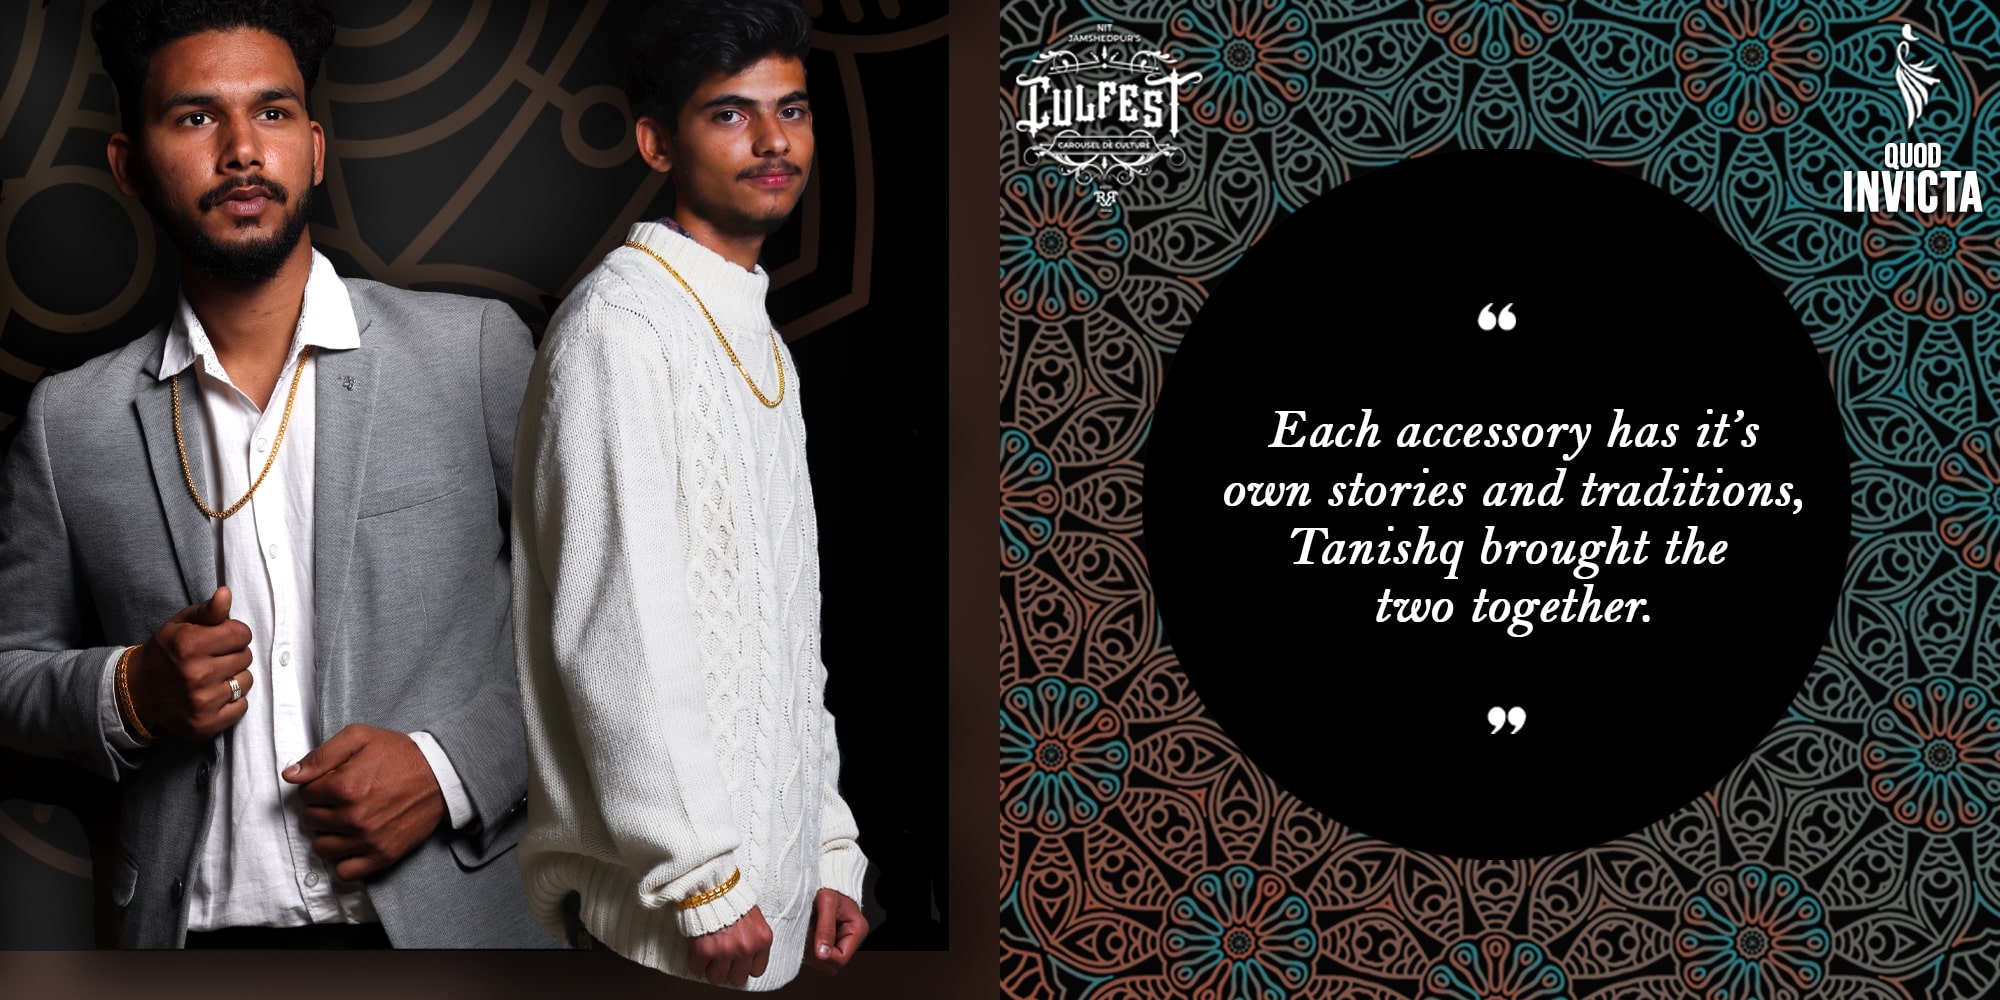 NIT
JAMSHEDPUR'S
CULFEST
CAROUSEL DE CULTURE
QUOD
INVICTA
“
Each accessory has it’s
own stories and traditions,
Tanishq brought the
two together.
”